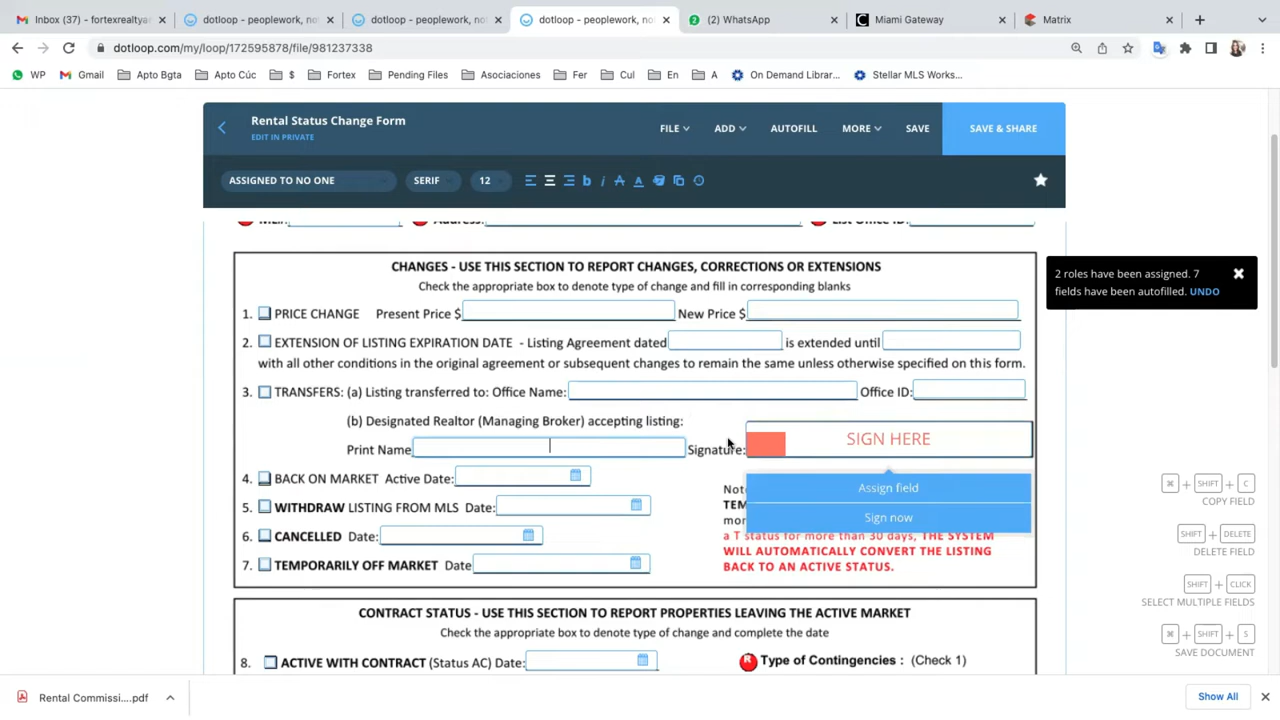 Inbox (3) - fortexrealtya
dotloop – peoplework, no
dotloop – peoplework, no
dotloop – peoplework, no
(2) WhatsApp
Miami Gateway
Matrix
dotloop.com/my/loop/172595878/file/981237338
WP Gmail Apto Bgta Apto Cúc $ Fortex Pending Files Asociaciones Fer Cul En A On Demand Librar... Stellar MLS Works...
Rental Status Change Form
EDIT IN PRIVATE
FILE ADD AUTOFILL MORE SAVE SAVE & SHARE
ASSIGNED TO NO ONE SERIF 12
CHANGES - USE THIS SECTION TO REPORT CHANGES, CORRECTIONS OR EXTENSIONS
Check the appropriate box to denote type of change and fill in corresponding blanks
1. PRICE CHANGE Present Price $ New Price $
2. EXTENSION OF LISTING EXPIRATION DATE - Listing Agreement dated is extended until
with all other conditions in the original agreement or subsequent changes to remain the same unless otherwise specified on this form.
3. TRANSFERS: (a) Listing transferred to: Office Name: Office ID:
(b) Designated Realtor (Managing Broker) accepting listing:
Print Name Signature: SIGN HERE
Assign field
Sign now
4. BACK ON MARKET Active Date:
5. WITHDRAW LISTING FROM MLS Date:
6. CANCELLED Date:
7. TEMPORARILY OFF MARKET Date
a T status for more than 30 days, THE SYSTEM
WILL AUTOMATICALLY CONVERT THE LISTING
BACK TO AN ACTIVE STATUS.
CONTRACT STATUS - USE THIS SECTION TO REPORT PROPERTIES LEAVING THE ACTIVE MARKET
Check the appropriate box to denote type of change and complete the date
8. ACTIVE WITH CONTRACT (Status AC) Date: R Type of Contingencies : (Check 1)
2 roles have been assigned. 7
fields have been autofilled. UNDO
⌘ + SHIFT + C
COPY FIELD
SHIFT + DELETE
DELETE FIELD
SHIFT + CLICK
SELECT MULTIPLE FIELDS
⌘ + SHIFT + S
SAVE DOCUMENT
Rental Commissi....pdf
Show All